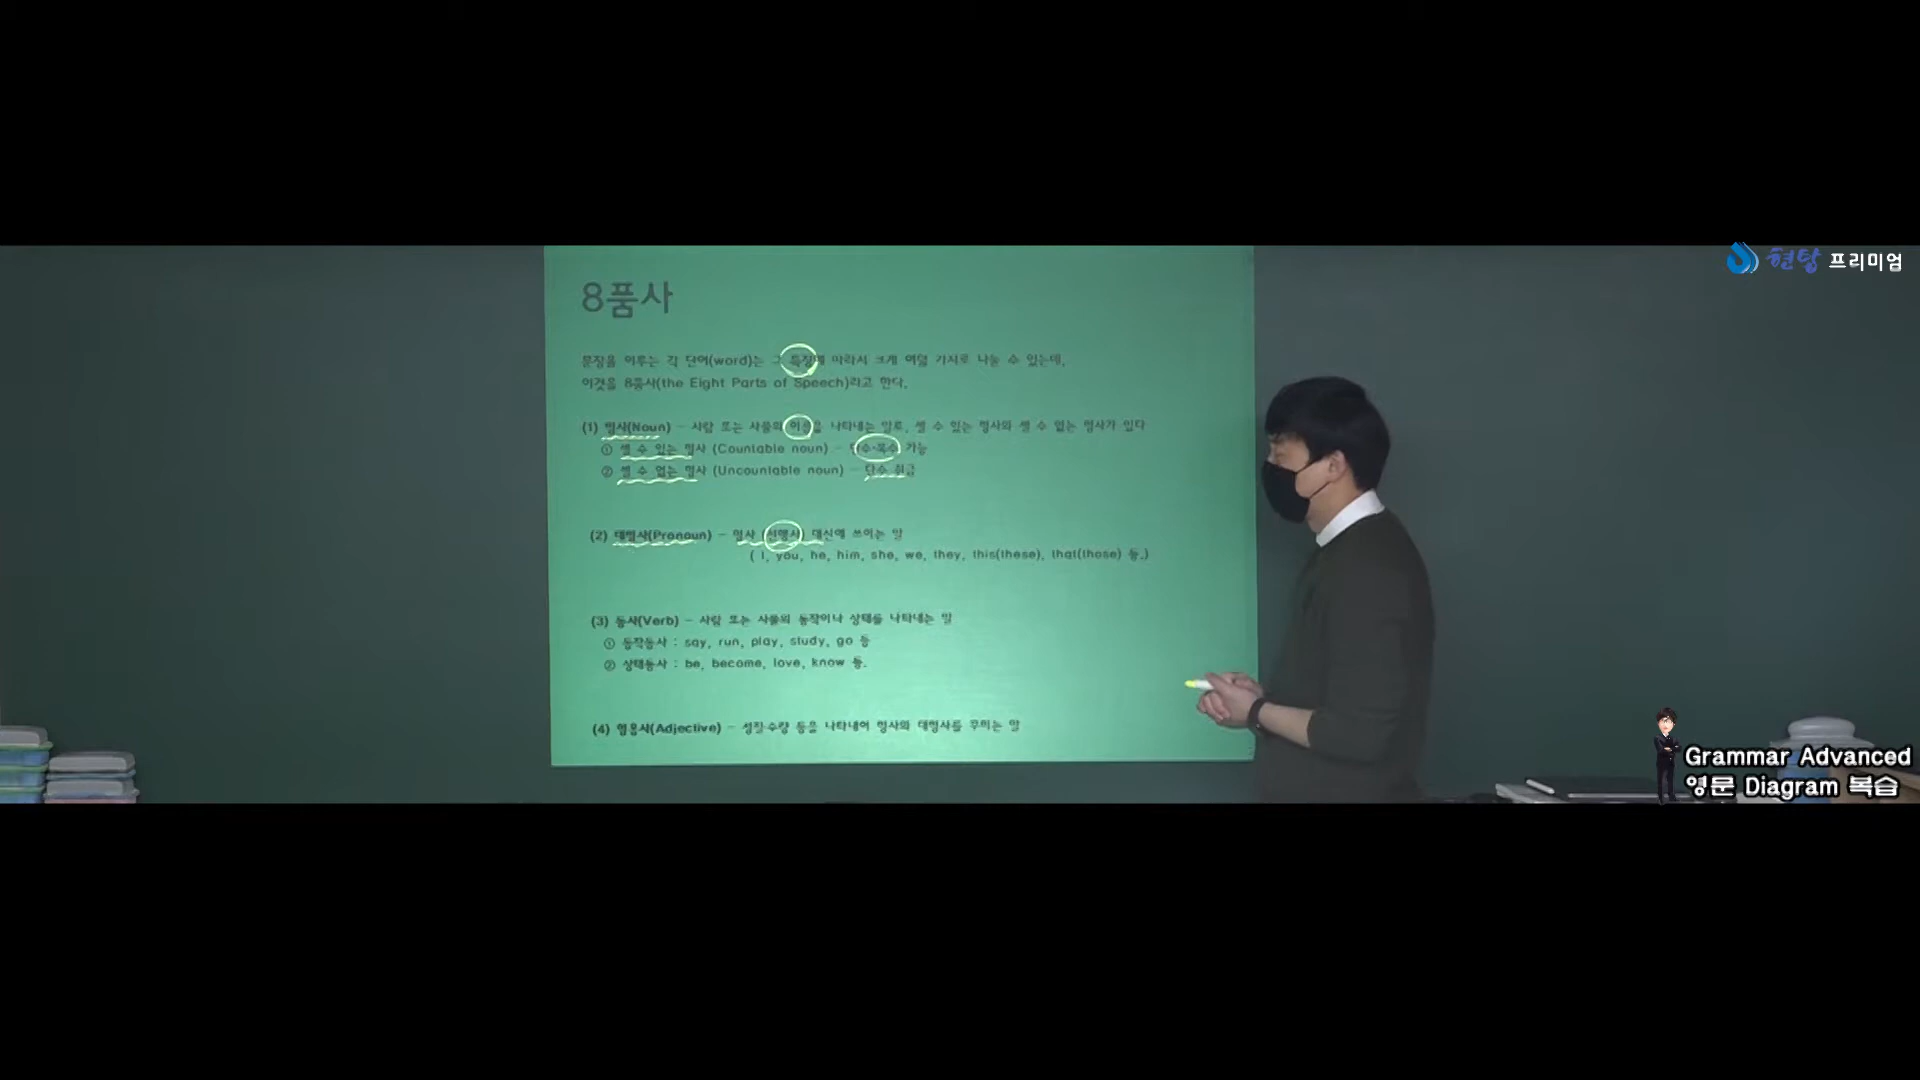 현탑 프리미엄
8품사
문장을 이루는 각 단어(word)는 그 특징에 따라서 크게 여덟 가지로 나눌 수 있는데,
이것을 8품사(the Eight Parts of Speech)라고 한다.
(1) 명사(Noun) - 사람 또는 사물의 이름을 나타내는 말로, 셀 수 있는 명사와 셀 수 없는 명사가 있다
① 셀 수 있는 명사 (Countable noun) - 단수·복수 가능
② 셀 수 없는 명사 (Uncountable noun) - 단수 취급
(2) 대명사(Pronoun) - 명사 (선행사) 대신에 쓰이는 말
( I, you, he, him, she, we, they, this(these), that(those) 등.)
(3) 동사(Verb) - 사람 또는 사물의 동작이나 상태를 나타내는 말
① 동작동사 : say, run, play, study, go 등
② 상태동사 : be, become, love, know 등.
(4) 형용사(Adjective) - 성질·수량 등을 나타내어 명사와 대명사를 꾸미는 말
Grammar Advanced
영문 Diagram 복습